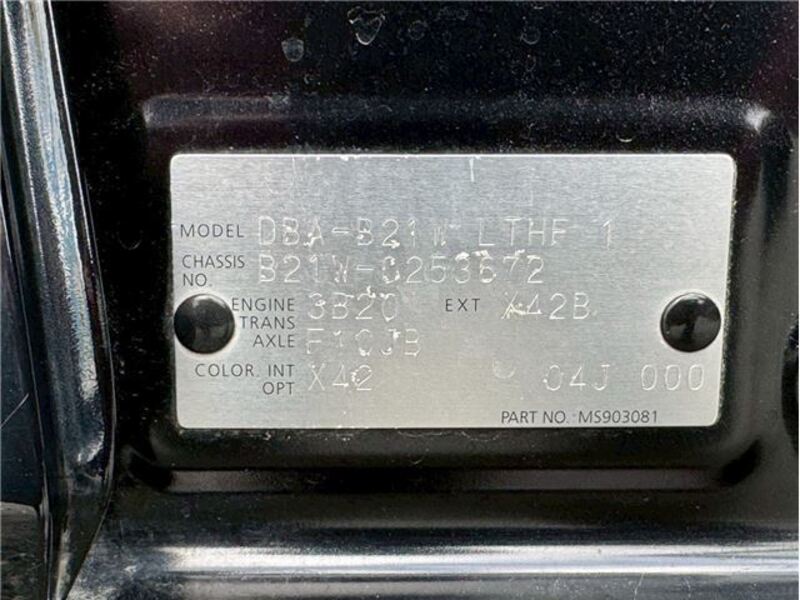 MODEL DBA-B21W LTHF 1
CHASSIS NO. B21W-0253672
ENGINE 3B20 EXT X42B
TRANS AXLE F1CJB
COLOR. INT OPT X42 04J 000
PART NO. MS903081